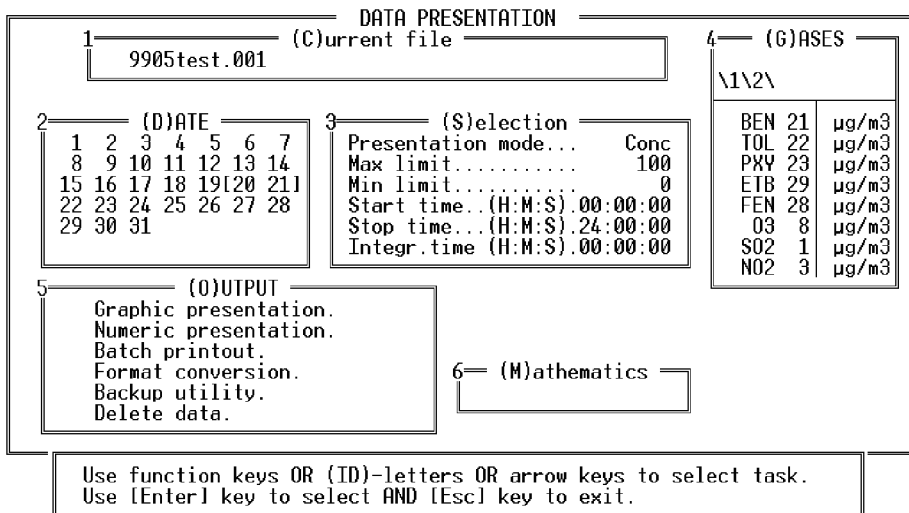 DATA PRESENTATION
1 (C)urrent file
9905test.001
2 (D)ATE
1 2 3 4 5 6 7
8 9 10 11 12 13 14
15 16 17 18 19[20 21]
22 23 24 25 26 27 28
29 30 31
3 (S)election
Presentation mode... Conc
Max limit........... 100
Min limit........... 0
Start time..(H:M:S).00:00:00
Stop time...(H:M:S).24:00:00
Integr.time (H:M:S).00:00:00
4 (G)ASES
\1\2\
BEN 21 µg/m3
TOL 22 µg/m3
PXY 23 µg/m3
ETB 29 µg/m3
FEN 28 µg/m3
O3 8 µg/m3
SO2 1 µg/m3
NO2 3 µg/m3
5 (O)UTPUT
Graphic presentation.
Numeric presentation.
Batch printout.
Format conversion.
Backup utility.
Delete data.
6 (M)athematics
Use function keys OR (ID)-letters OR arrow keys to select task.
Use [Enter] key to select AND [Esc] key to exit.